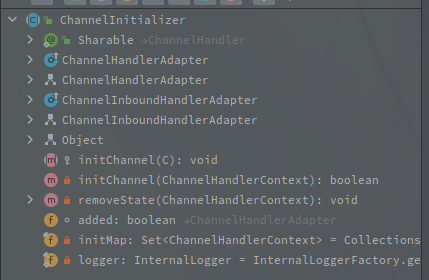 ChannelInitializer
Sharable →ChannelHandler
ChannelHandlerAdapter
ChannelHandlerAdapter
ChannelInboundHandlerAdapter
ChannelInboundHandlerAdapter
Object
initChannel(C): void
initChannel(ChannelHandlerContext): boolean
removeState(ChannelHandlerContext): void
added: boolean →ChannelHandlerAdapter
initMap: Set<ChannelHandlerContext> = Collections
logger: InternalLogger = InternalLoggerFactory.ge